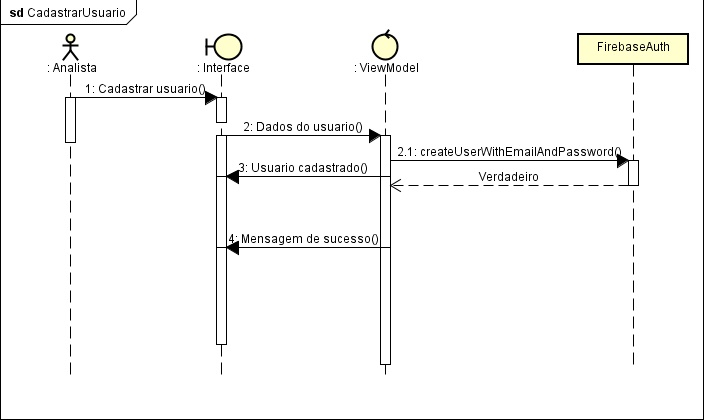 sd CadastrarUsuario
: Analista
: Interface
: ViewModel
FirebaseAuth
1: Cadastrar usuario()
2: Dados do usuario()
2.1: createUserWithEmailAndPassword()
3: Usuario cadastrado()
Verdadeiro
4: Mensagem de sucesso()